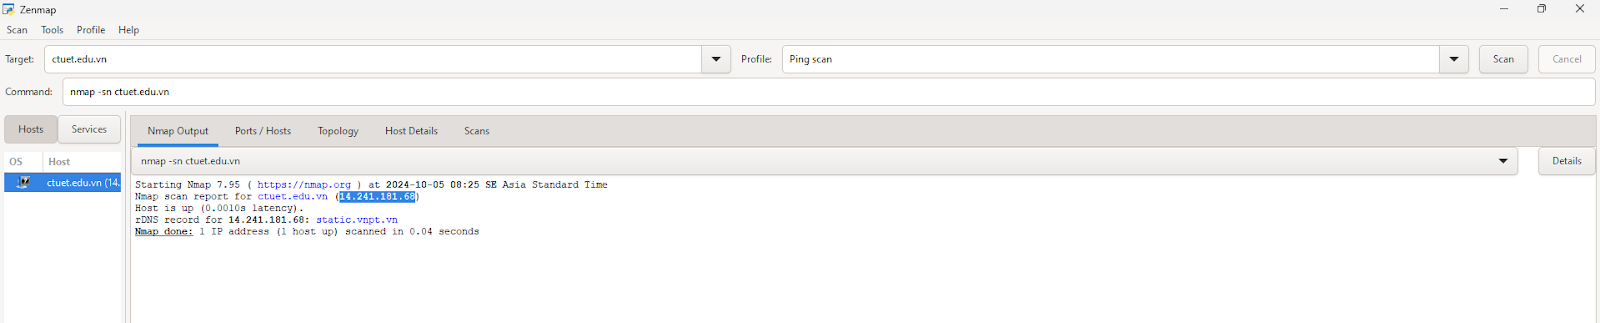 Zenmap
Scan Tools Profile Help
Target: ctuet.edu.vn Profile: Ping scan Scan Cancel
Command: nmap -sn ctuet.edu.vn
Hosts Services Nmap Output Ports / Hosts Topology Host Details Scans
OS Host nmap -sn ctuet.edu.vn Details
ctuet.edu.vn (14.
Starting Nmap 7.95 ( https://nmap.org ) at 2024-10-05 08:25 SE Asia Standard Time
Nmap scan report for ctuet.edu.vn (14.241.181.68)
Host is up (0.0010s latency).
rDNS record for 14.241.181.68: static.vnpt.vn
Nmap done: 1 IP address (1 host up) scanned in 0.04 seconds